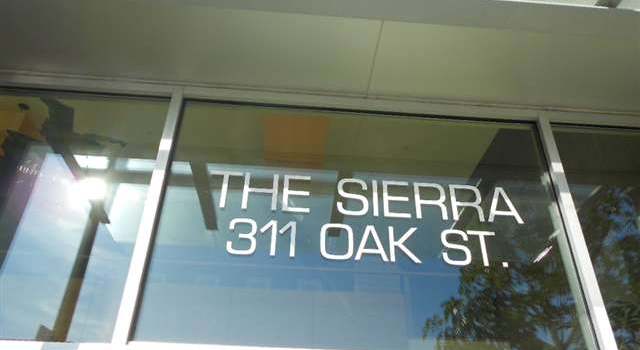 THE SIERRA
311 OAK ST.